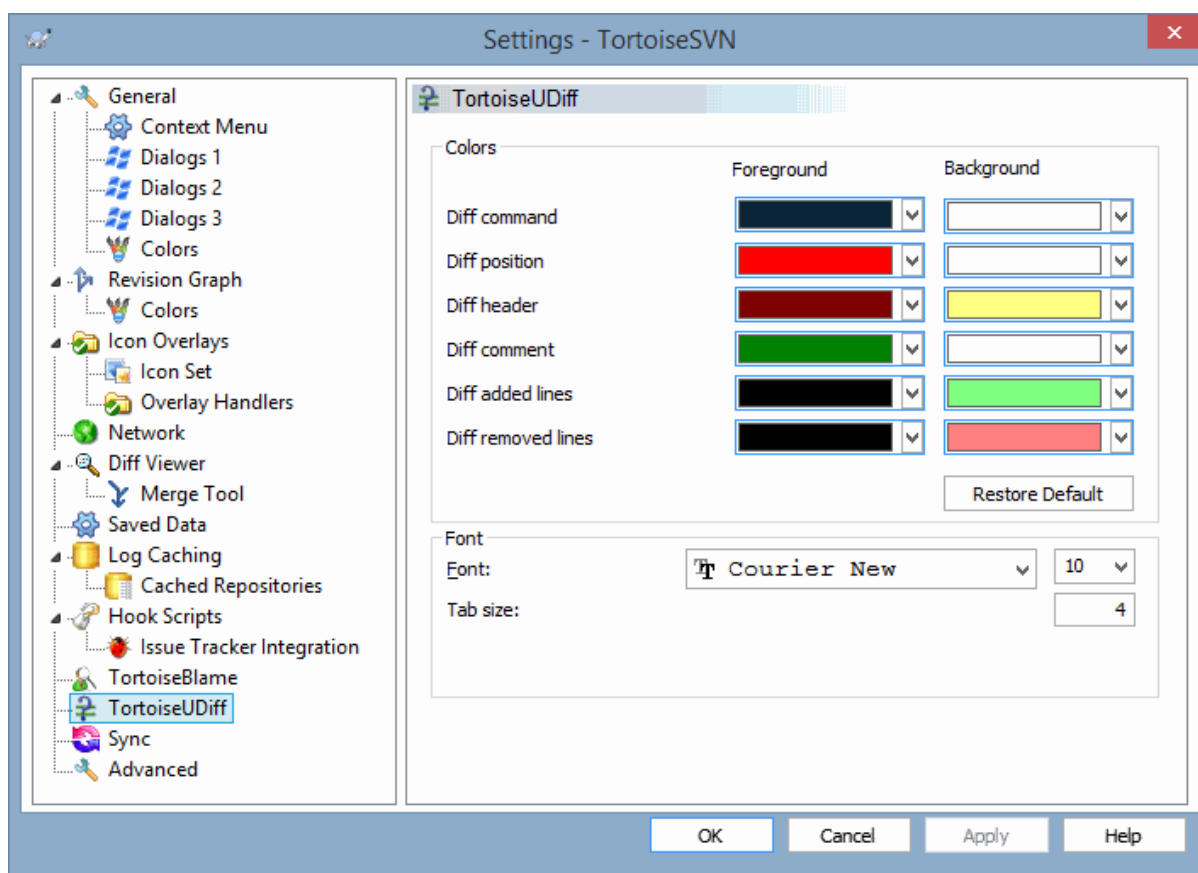 Settings - TortoiseSVN
General
Context Menu
Dialogs 1
Dialogs 2
Dialogs 3
Colors
Revision Graph
Colors
Icon Overlays
Icon Set
Overlay Handlers
Network
Diff Viewer
Merge Tool
Saved Data
Log Caching
Cached Repositories
Hook Scripts
Issue Tracker Integration
TortoiseBlame
TortoiseUDiff
Sync
Advanced
TortoiseUDiff
Colors
Foreground Background
Diff command
Diff position
Diff header
Diff comment
Diff added lines
Diff removed lines
Restore Default
Font
Font: Courier New 10
Tab size: 4
OK Cancel Apply Help